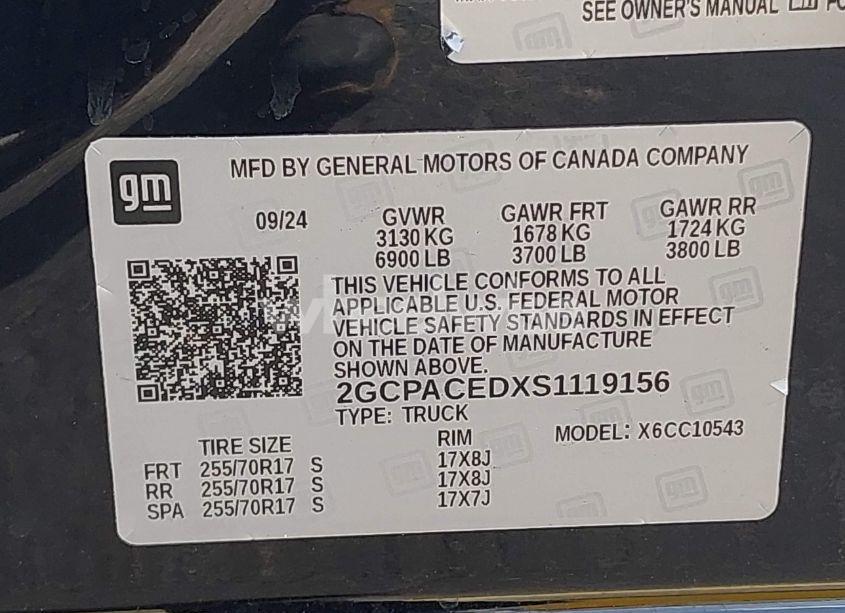 SEE OWNER'S MANUAL
gm
MFD BY GENERAL MOTORS OF CANADA COMPANY
09/24
GVWR GAWR FRT GAWR RR
3130 KG 1678 KG 1724 KG
6900 LB 3700 LB 3800 LB
THIS VEHICLE CONFORMS TO ALL
APPLICABLE U.S. FEDERAL MOTOR
VEHICLE SAFETY STANDARDS IN EFFECT
ON THE DATE OF MANUFACTURE
SHOWN ABOVE.
2GCPACEDXS1119156
TYPE: TRUCK
TIRE SIZE RIM MODEL: X6CC10543
FRT 255/70R17 S 17X8J
RR 255/70R17 S 17X8J
SPA 255/70R17 S 17X7J